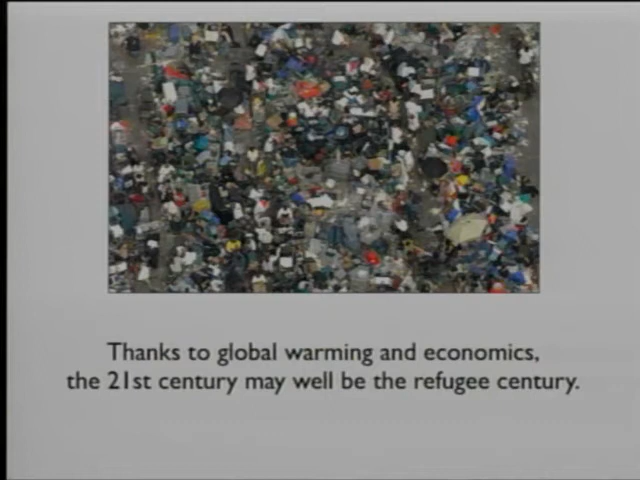 Thanks to global warming and economics,
the 21st century may well be the refugee century.